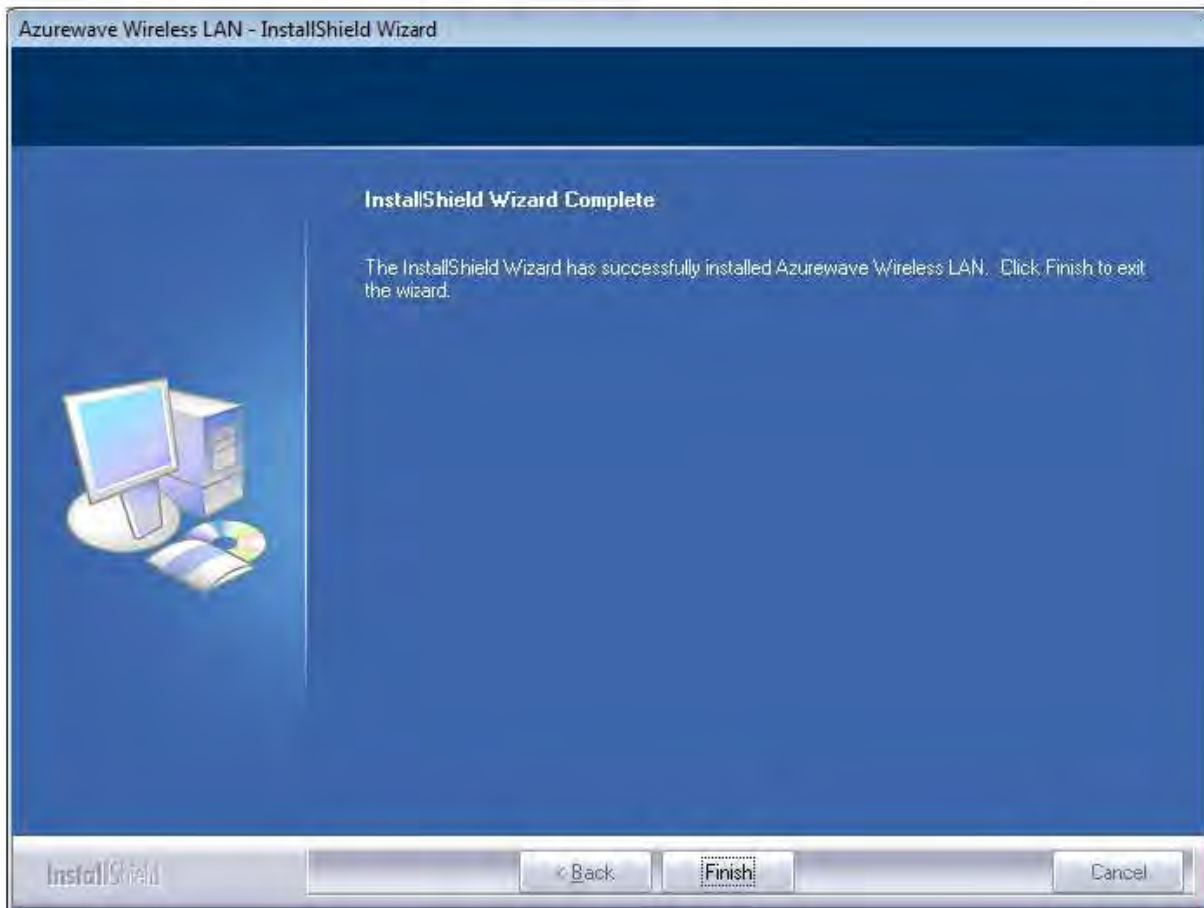 Azurewave Wireless LAN - InstallShield Wizard
InstallShield Wizard Complete
The InstallShield Wizard has successfully installed Azurewave Wireless LAN. Click Finish to exit
the wizard.
InstallShield
< Back
Finish
Cancel